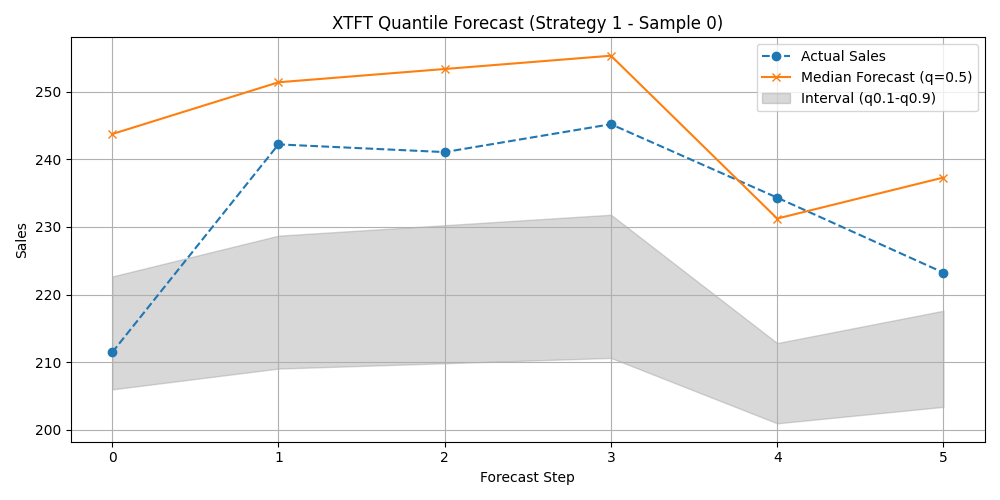 XTFT Quantile Forecast (Strategy 1 - Sample 0)
Actual Sales
Median Forecast (q=0.5)
Interval (q0.1-q0.9)
Sales
250
240
230
220
210
200
0 1 2 3 4 5
Forecast Step